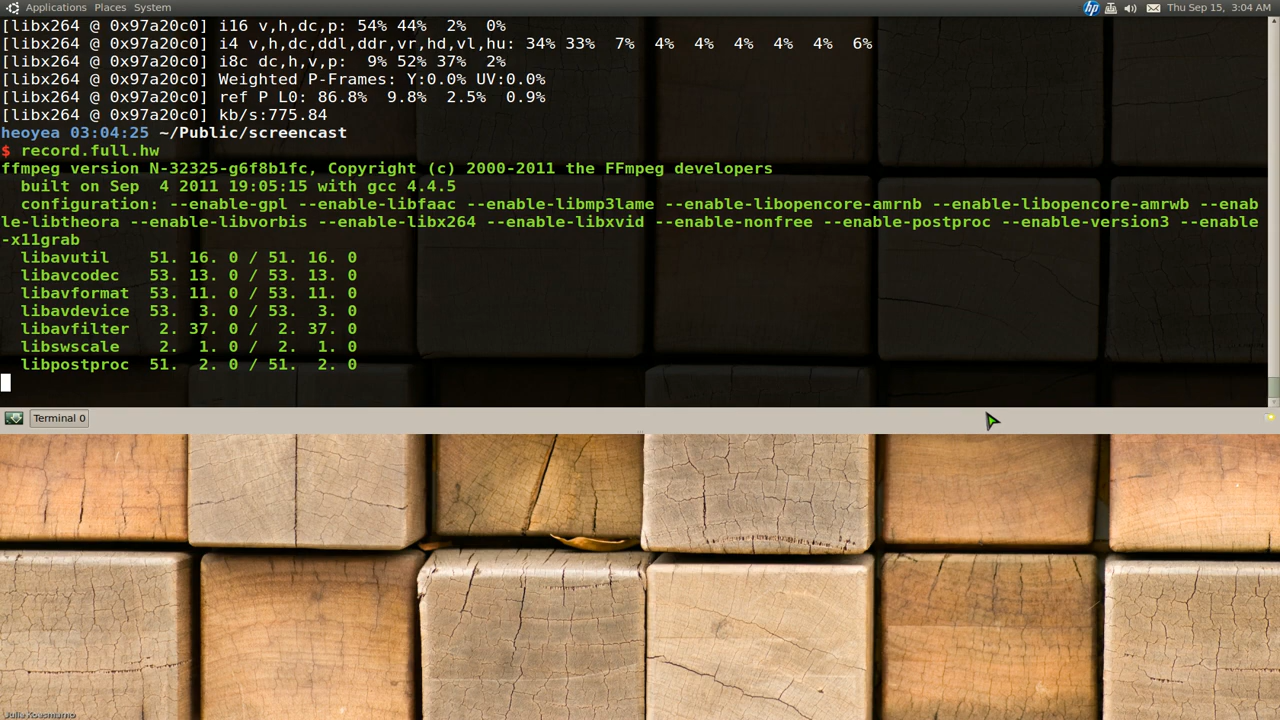 Applications Places System
hp
Thu Sep 15, 3:04 AM
[libx264 @ 0x97a20c0] i16 v,h,dc,p: 54% 44%  2%  0%
[libx264 @ 0x97a20c0] i4 v,h,dc,ddl,ddr,vr,hd,vl,hu: 34% 33%  7%  4%  4%  4%  4%  4%  6%
[libx264 @ 0x97a20c0] i8c dc,h,v,p:  9% 52% 37%  2%
[libx264 @ 0x97a20c0] Weighted P-Frames: Y:0.0% UV:0.0%
[libx264 @ 0x97a20c0] ref P L0: 86.8%  9.8%  2.5%  0.9%
[libx264 @ 0x97a20c0] kb/s:775.84
heoyea 03:04:25 ~/Public/screencast
$ record.full.hw
ffmpeg version N-32325-g6f8b1fc, Copyright (c) 2000-2011 the FFmpeg developers
  built on Sep  4 2011 19:05:15 with gcc 4.4.5
  configuration: --enable-gpl --enable-libfaac --enable-libmp3lame --enable-libopencore-amrnb --enable-libopencore-amrwb --enab
le-libtheora --enable-libvorbis --enable-libx264 --enable-libxvid --enable-nonfree --enable-postproc --enable-version3 --enable
-x11grab
  libavutil    51. 16. 0 / 51. 16. 0
  libavcodec   53. 13. 0 / 53. 13. 0
  libavformat  53. 11. 0 / 53. 11. 0
  libavdevice  53.  3. 0 / 53.  3. 0
  libavfilter   2. 37. 0 /  2. 37. 0
  libswscale    2.  1. 0 /  2.  1. 0
  libpostproc  51.  2. 0 / 51.  2. 0
Terminal 0